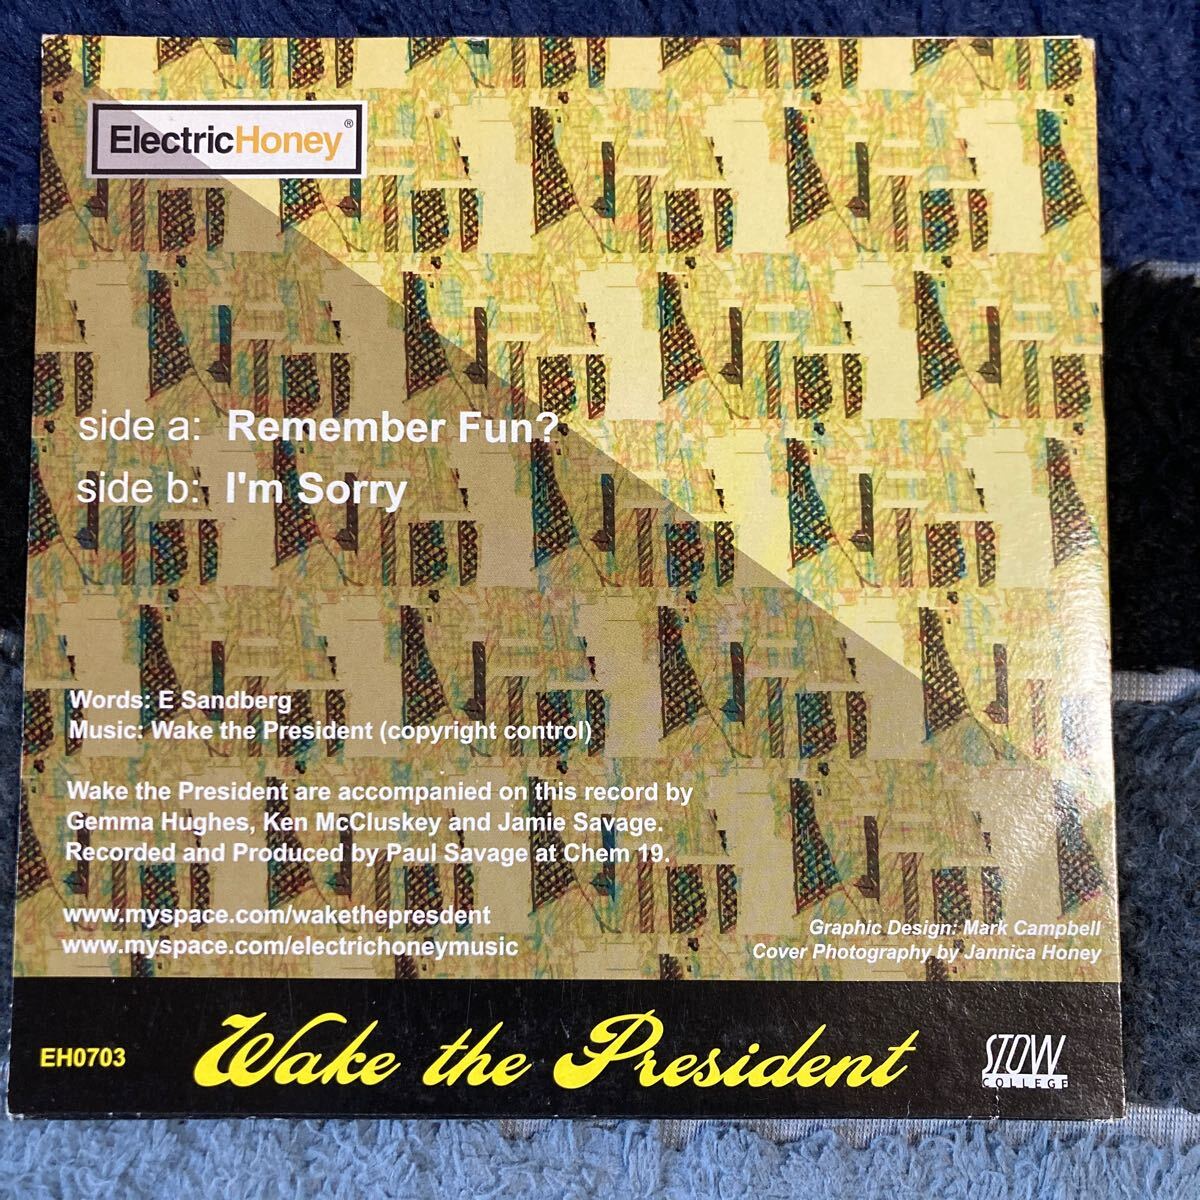 ElectricHoney®
side a: Remember Fun?
side b: I'm Sorry
Words: E Sandberg
Music: Wake the President (copyright control)
Wake the President are accompanied on this record by
Gemma Hughes, Ken McCluskey and Jamie Savage.
Recorded and Produced by Paul Savage at Chem 19.
www.myspace.com/wakethepresdent
www.myspace.com/electrichoneymusic
Graphic Design: Mark Campbell
Cover Photography by Jannica Honey
EH0703
Wake the President
STOW
COLLEGE